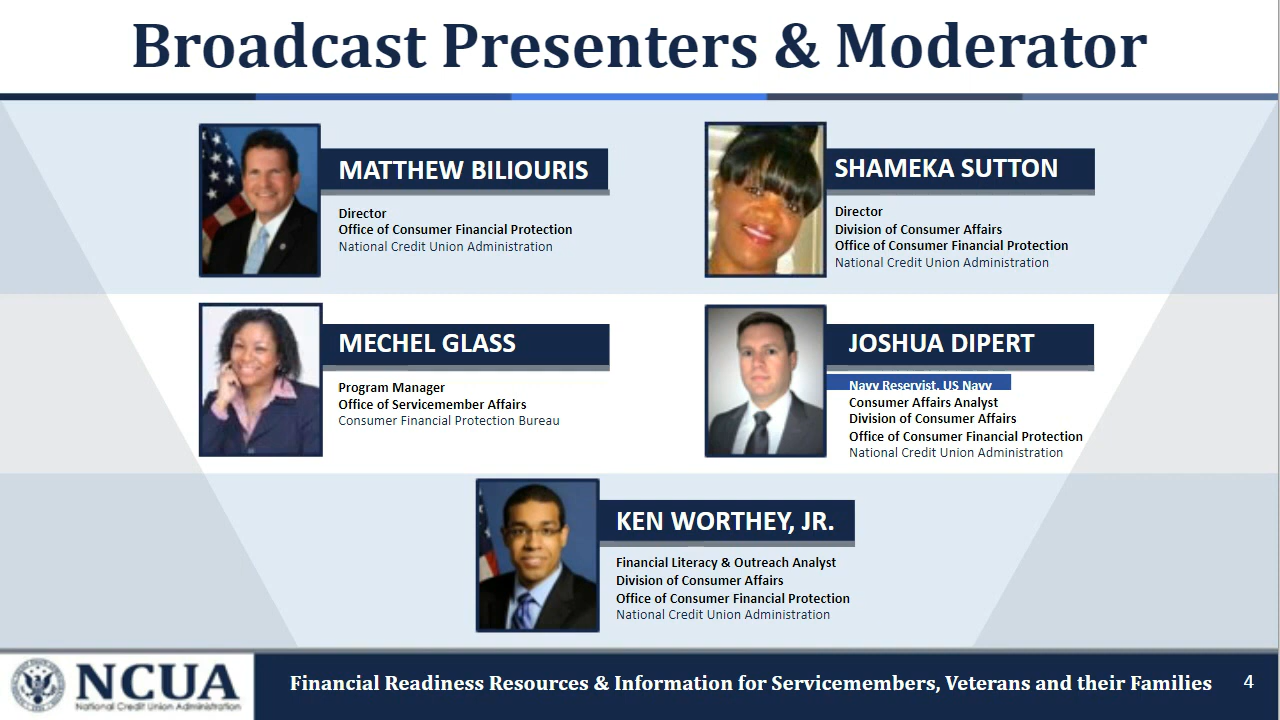 Broadcast Presenters & Moderator
MATTHEW BILIOURIS
Director
Office of Consumer Financial Protection
National Credit Union Administration
SHAMEKA SUTTON
Director
Division of Consumer Affairs
Office of Consumer Financial Protection
National Credit Union Administration
MECHEL GLASS
Program Manager
Office of Servicemember Affairs
Consumer Financial Protection Bureau
JOSHUA DIPERT
Navy Reservist, US Navy
Consumer Affairs Analyst
Division of Consumer Affairs
Office of Consumer Financial Protection
National Credit Union Administration
KEN WORTHEY, JR.
Financial Literacy & Outreach Analyst
Division of Consumer Affairs
Office of Consumer Financial Protection
National Credit Union Administration
NCUA
National Credit Union Administration
Financial Readiness Resources & Information for Servicemembers, Veterans and their Families
4